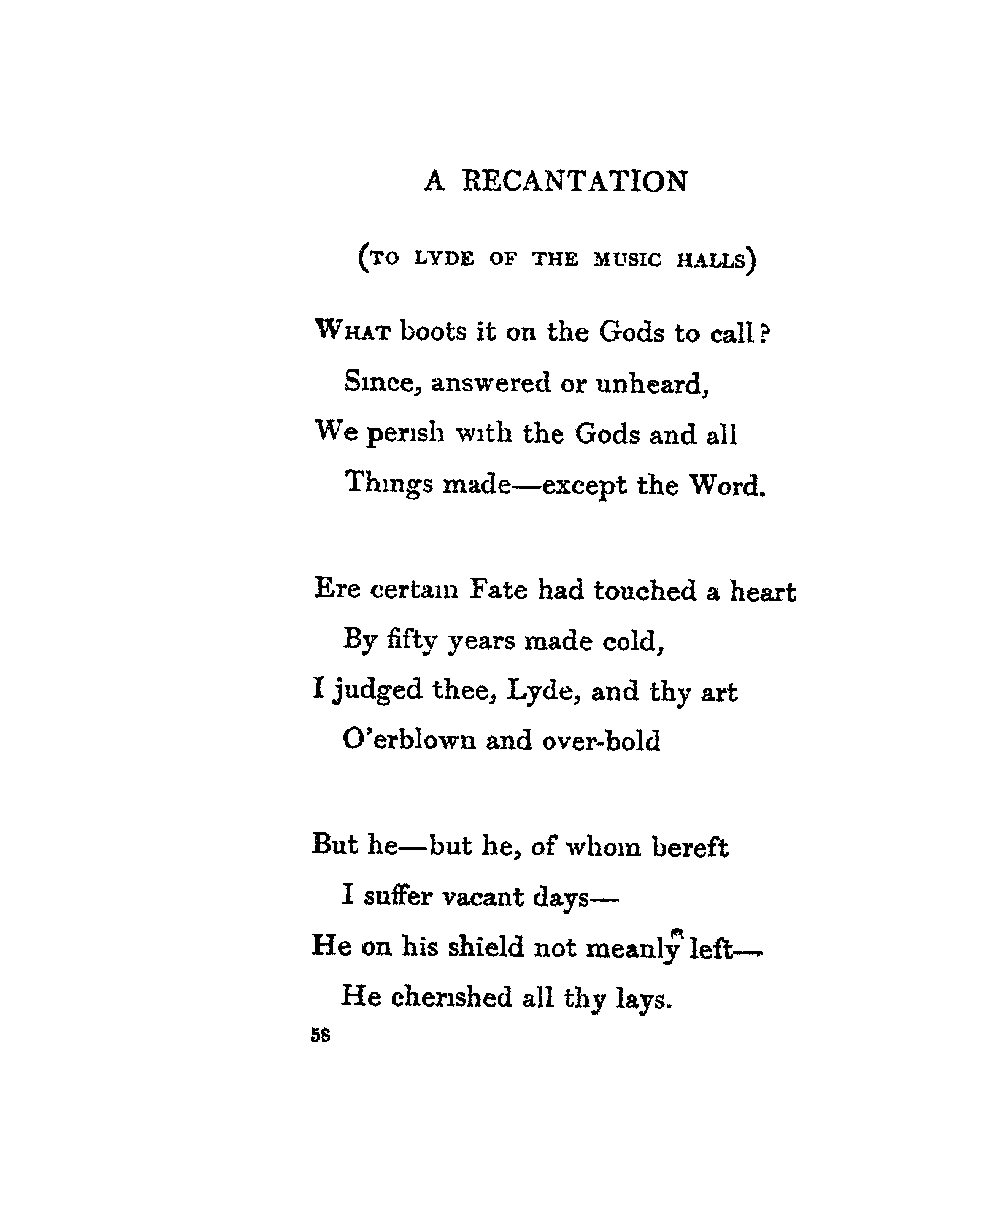 A RECANTATION
(TO LYDE OF THE MUSIC HALLS)
WHAT boots it on the Gods to call?
Since, answered or unheard,
We perish with the Gods and all
Things made—except the Word.
Ere certain Fate had touched a heart
By fifty years made cold,
I judged thee, Lyde, and thy art
O'erblown and over-bold
But he—but he, of whom bereft
I suffer vacant days—
He on his shield not meanly left—
He cherished all thy lays.
58